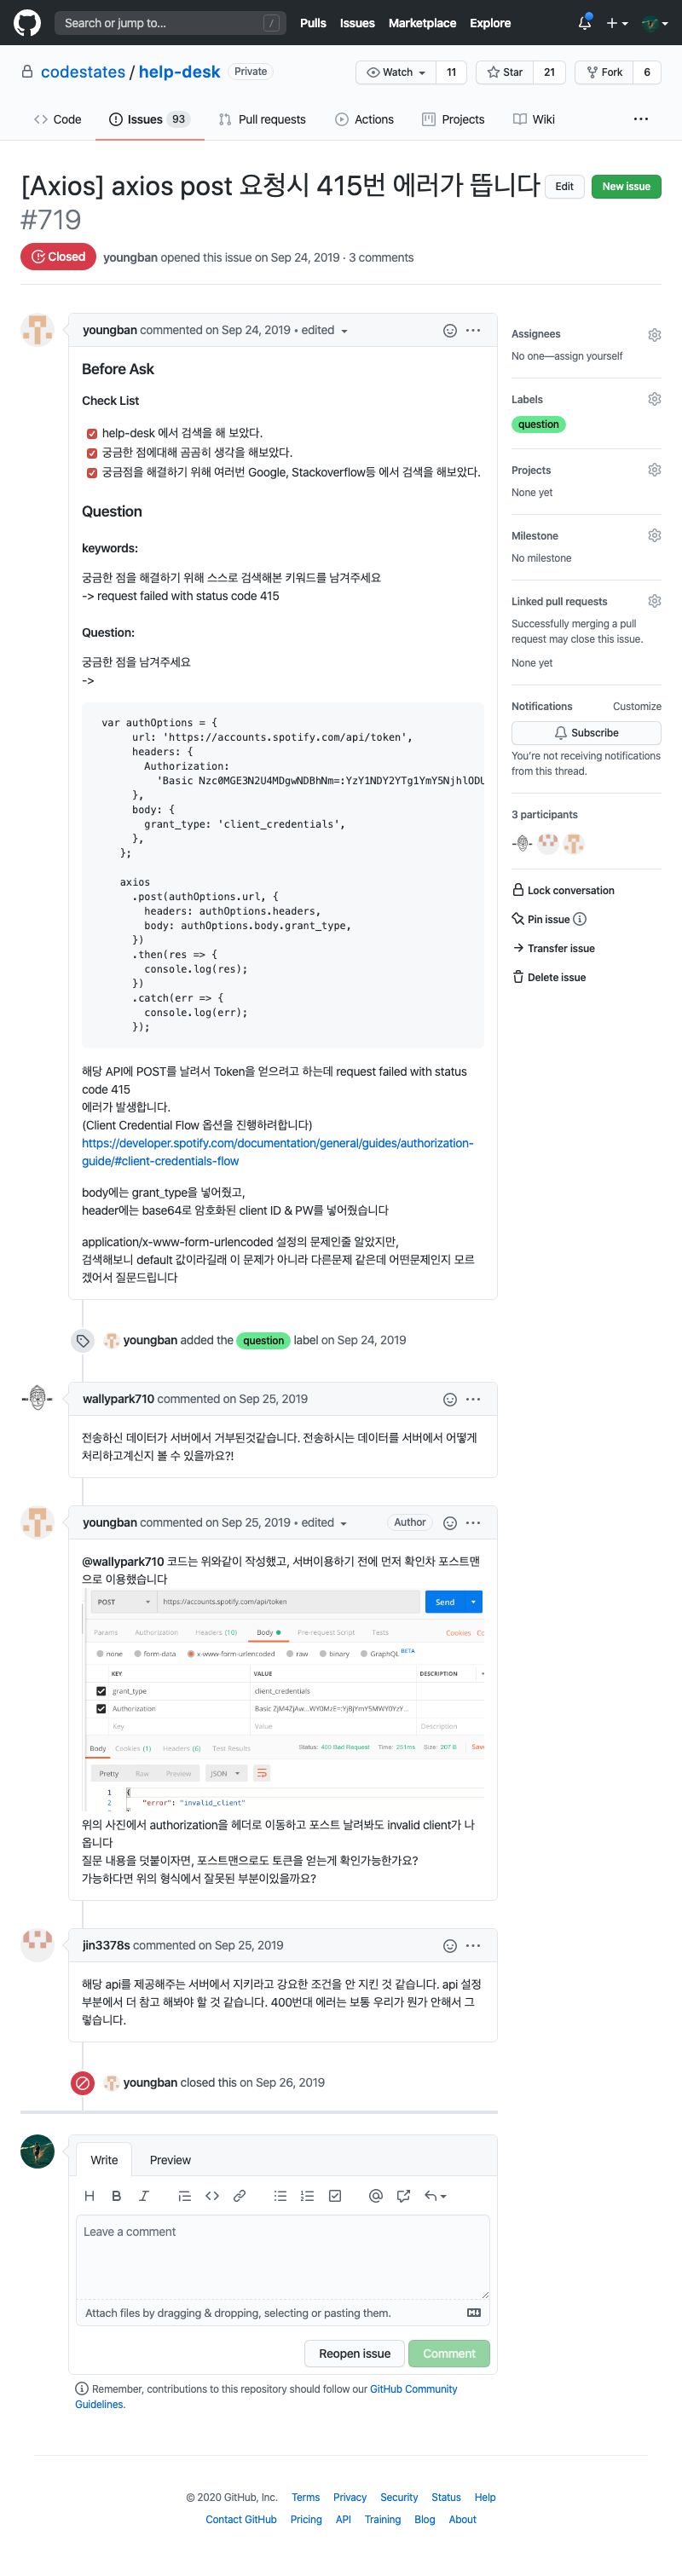 Search or jump to... /
Pulls Issues Marketplace Explore
codestates / help-desk Private
Watch 11 Star 21 Fork 6
Code Issues 93 Pull requests Actions Projects Wiki
[Axios] axios post 요청시 415번 에러가 뜹니다
#719
Edit New issue
Closed youngban opened this issue on Sep 24, 2019 · 3 comments
youngban commented on Sep 24, 2019 • edited
Before Ask
Check List
help-desk 에서 검색을 해 보았다.
궁금한 점에대해 곰곰히 생각을 해보았다.
궁금점을 해결하기 위해 여러번 Google, Stackoverflow등 에서 검색을 해보았다.
Question
keywords:
궁금한 점을 해결하기 위해 스스로 검색해본 키워드를 남겨주세요
-> request failed with status code 415
Question:
궁금한 점을 남겨주세요
->
var authOptions = {
url: 'https://accounts.spotify.com/api/token',
headers: {
Authorization:
'Basic
},
body: {
grant_type: 'client_credentials',
},
};
axios
.post(authOptions.url, {
headers: authOptions.headers,
body: authOptions.body.grant_type,
})
.then(res => {
console.log(res);
})
.catch(err => {
console.log(err);
});
해당 API에 POST를 날려서 Token을 얻으려고 하는데 request failed with status
code 415
에러가 발생합니다.
(Client Credential Flow 옵션을 진행하려합니다)
https://developer.spotify.com/documentation/general/guides/authorization-
guide/#client-credentials-flow
body에는 grant_type을 넣어줬고,
header에는 base64로 암호화된 client ID & PW를 넣어줬습니다
application/x-www-form-urlencoded 설정의 문제인줄 알았지만,
검색해보니 default 값이라길래 이 문제가 아니라 다른문제 같은데 어떤문제인지 모르
겠어서 질문드립니다
Assignees
No one—assign yourself
Labels
question
Projects
None yet
Milestone
No milestone
Linked pull requests
Successfully merging a pull
request may close this issue.
None yet
Notifications Customize
Subscribe
You're not receiving notifications
from this thread.
3 participants
Lock conversation
Pin issue
Transfer issue
Delete issue
youngban added the question label on Sep 24, 2019
wallypark710 commented on Sep 25, 2019
전송하신 데이터가 서버에서 거부된것같습니다. 전송하시는 데이터를 서버에서 어떻게
처리하고계신지 볼 수 있을까요?!
youngban commented on Sep 25, 2019 • edited Author
@wallypark710 코드는 위와같이 작성했고, 서버이용하기 전에 먼저 확인차 포스트맨
으로 이용했습니다
POST https://accounts.spotify.com/api/token Send
Params Authorization Headers (10) Body Pre-request Script Tests Cookies
none form-data x-www-form-urlencoded raw binary GraphQL BETA
KEY VALUE DESCRIPTION
grant_type client_credentials
Authorization Basic
Key Value Description
Body Cookies (1) Headers (6) Test Results Status: 400 Bad Request Time: 251ms Size: 207 B
Pretty Raw Preview JSON
1 {
2 "error": "invalid_client"
위의 사진에서 authorization을 헤더로 이동하고 포스트 날려봐도 invalid client가 나
옵니다
질문 내용을 덧붙이자면, 포스트맨으로도 토큰을 얻는게 확인가능한가요?
가능하다면 위의 형식에서 잘못된 부분이있을까요?
jin3378s commented on Sep 25, 2019
해당 api를 제공해주는 서버에서 지키라고 강요한 조건을 안 지킨 것 같습니다. api 설정
부분에서 더 참고 해봐야 할 것 같습니다. 400번대 에러는 보통 우리가 뭔가 안해서 그
렇습니다.
youngban closed this on Sep 26, 2019
Write Preview
Leave a comment
Attach files by dragging & dropping, selecting or pasting them.
Reopen issue Comment
Remember, contributions to this repository should follow our GitHub Community
Guidelines.
© 2020 GitHub, Inc. Terms Privacy Security Status Help
Contact GitHub Pricing API Training Blog About